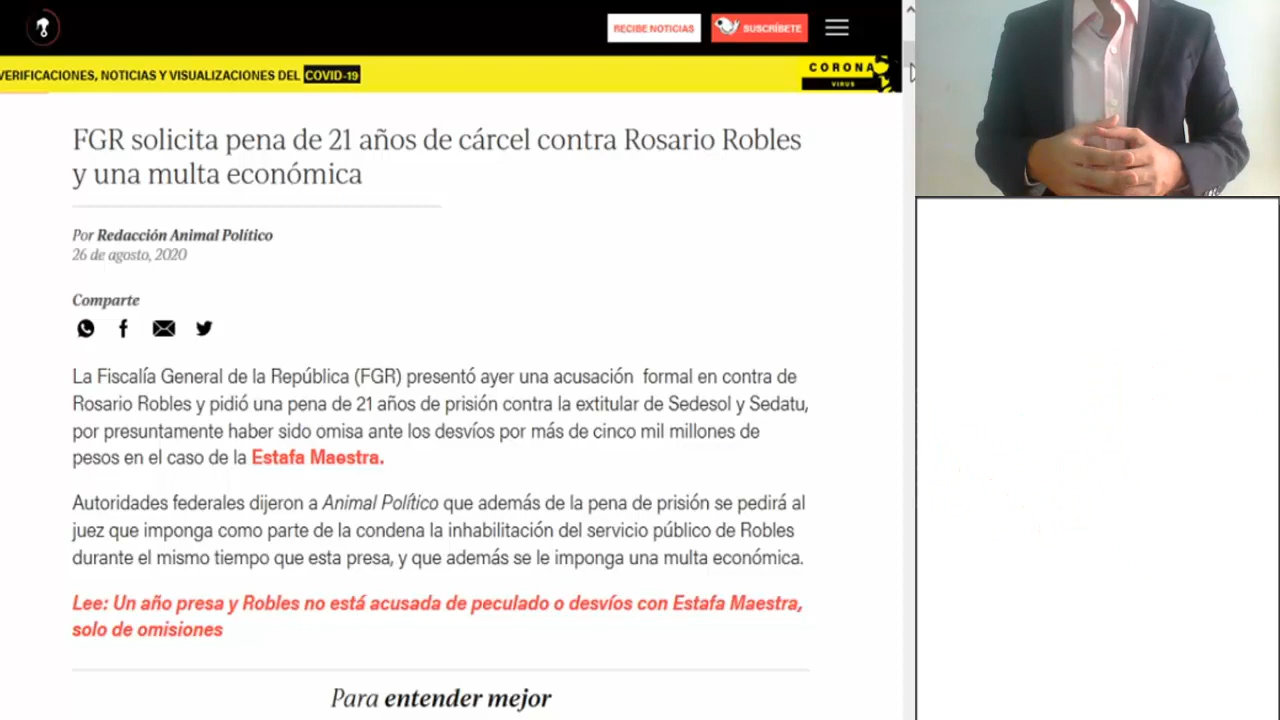 RECIBE NOTICIAS
SUSCRÍBETE
VERIFICACIONES, NOTICIAS Y VISUALIZACIONES DEL COVID-19
CORONA
VIRUS
FGR solicita pena de 21 años de cárcel contra Rosario Robles
y una multa económica
Por Redacción Animal Político
26 de agosto, 2020
Comparte
La Fiscalía General de la República (FGR) presentó ayer una acusación formal en contra de
Rosario Robles y pidió una pena de 21 años de prisión contra la extitular de Sedesol y Sedatu,
por presuntamente haber sido omisa ante los desvíos por más de cinco mil millones de
pesos en el caso de la Estafa Maestra.
Autoridades federales dijeron a Animal Político que además de la pena de prisión se pedirá al
juez que imponga como parte de la condena la inhabilitación del servicio público de Robles
durante el mismo tiempo que esta presa, y que además se le imponga una multa económica.
Lee: Un año presa y Robles no está acusada de peculado o desvíos con Estafa Maestra,
solo de omisiones
Para entender mejor